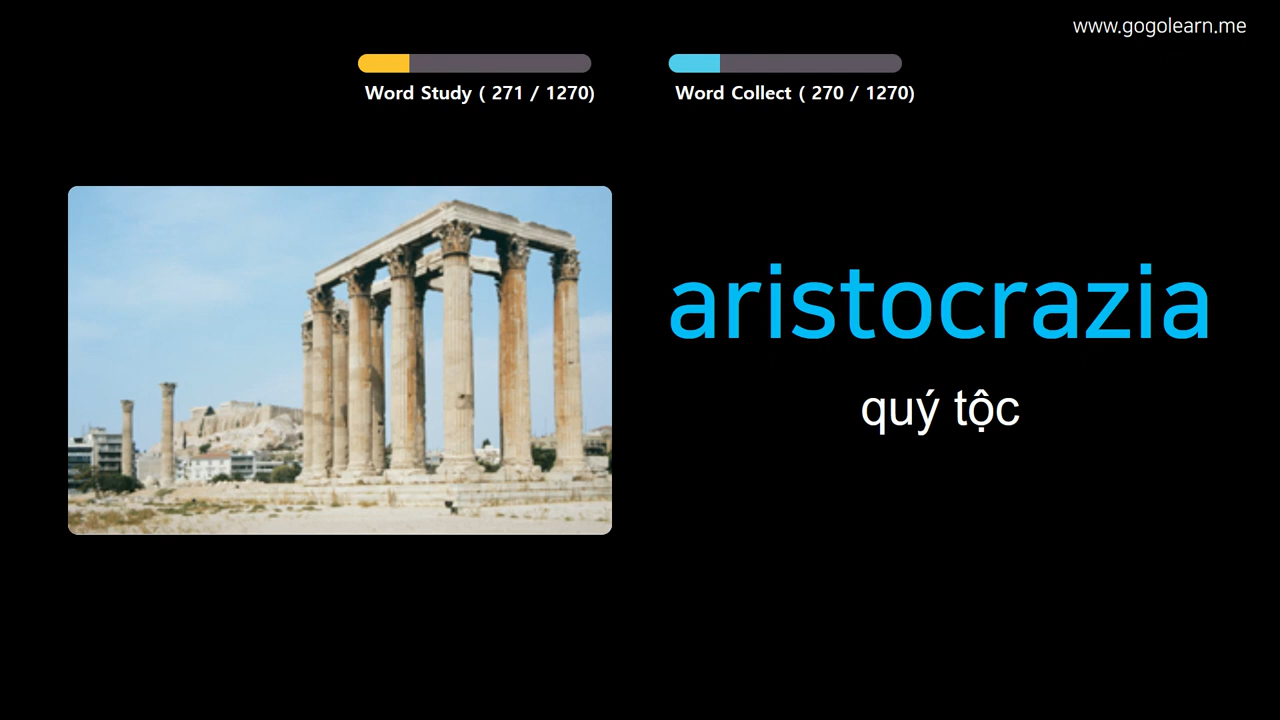 www.gogolearn.me
Word Study ( 271 / 1270)
Word Collect ( 270 / 1270)
aristocrazia
quý tộc